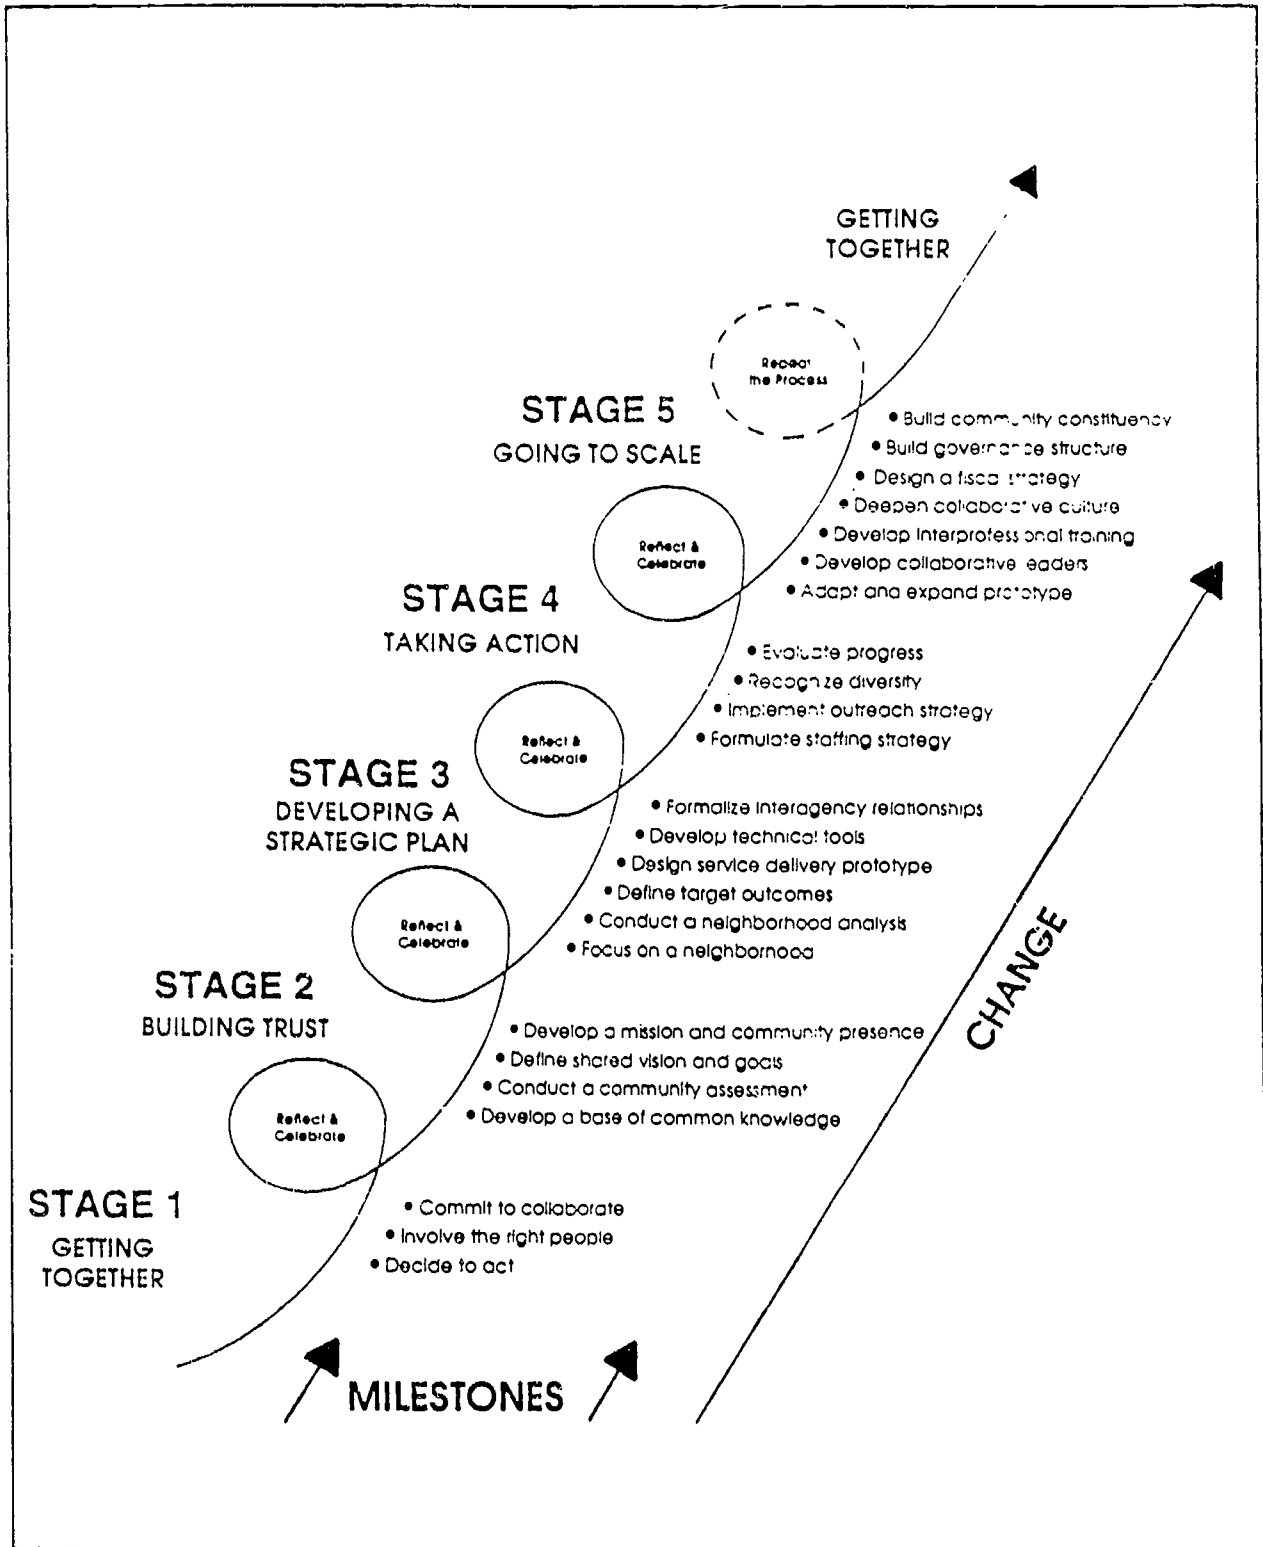 GETTING
TOGETHER
Repeat
the Process
STAGE 5
GOING TO SCALE
• Build community constituency
• Build governance structure
• Design a fiscal strategy
• Deepen collaborative culture
• Develop Interprofessional training
• Develop collaborative leaders
• Adapt and expand prototype
Reflect &
Celebrate
STAGE 4
TAKING ACTION
• Evaluate progress
• Recognize diversity
• Implement outreach strategy
• Formulate staffing strategy
Reflect &
Celebrate
STAGE 3
DEVELOPING A
STRATEGIC PLAN
• Formalize Interagency relationships
• Develop technical tools
• Design service delivery prototype
• Define target outcomes
• Conduct a neighborhood analysis
• Focus on a neighborhood
Reflect &
Celebrate
STAGE 2
BUILDING TRUST
• Develop a mission and community presence
• Define shared vision and goals
• Conduct a community assessment
• Develop a base of common knowledge
Reflect &
Celebrate
STAGE 1
GETTING
TOGETHER
• Commit to collaborate
• Involve the right people
• Decide to act
MILESTONES
CHANGE